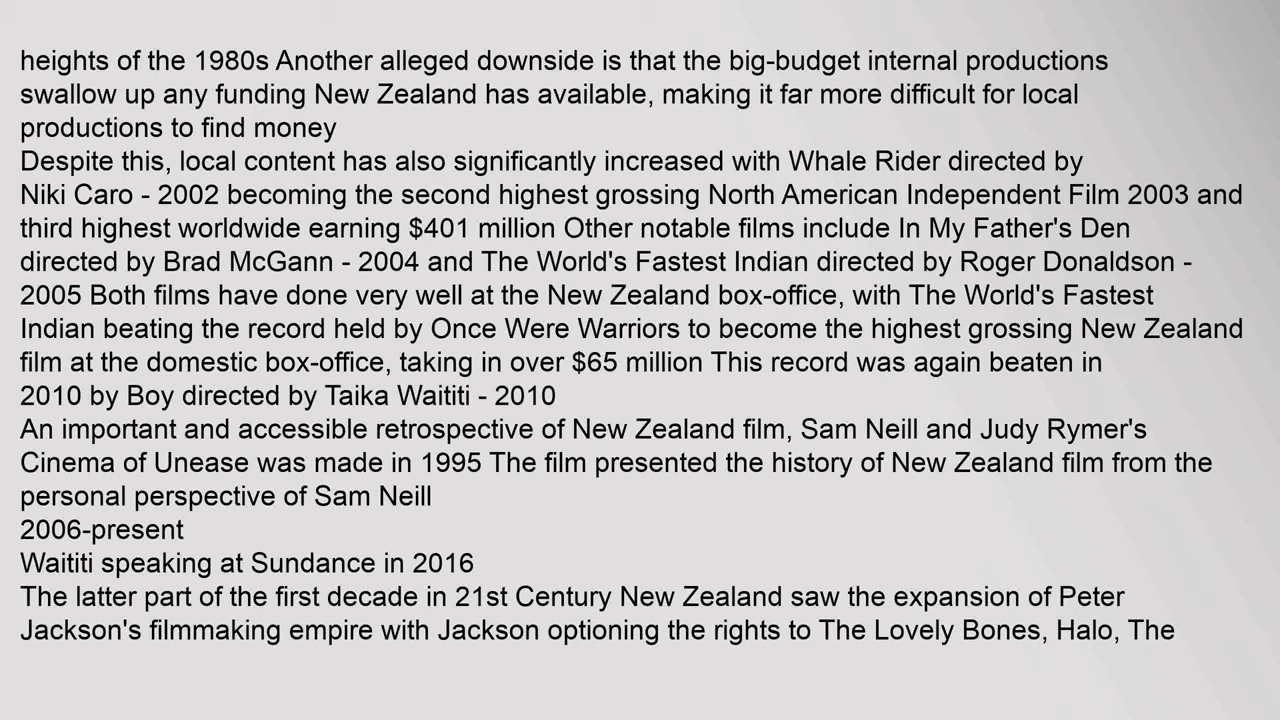 heights of the 1980s Another alleged downside is that the big-budget internal productions
swallow up any funding New Zealand has available, making it far more difficult for local
productions to find money
Despite this, local content has also significantly increased with Whale Rider directed by
Niki Caro - 2002 becoming the second highest grossing North American Independent Film 2003 and
third highest worldwide earning $401 million Other notable films include In My Father's Den
directed by Brad McGann - 2004 and The World's Fastest Indian directed by Roger Donaldson -
2005 Both films have done very well at the New Zealand box-office, with The World's Fastest
Indian beating the record held by Once Were Warriors to become the highest grossing New Zealand
film at the domestic box-office, taking in over $65 million This record was again beaten in
2010 by Boy directed by Taika Waititi - 2010
An important and accessible retrospective of New Zealand film, Sam Neill and Judy Rymer's
Cinema of Unease was made in 1995 The film presented the history of New Zealand film from the
personal perspective of Sam Neill
2006-present
Waititi speaking at Sundance in 2016
The latter part of the first decade in 21st Century New Zealand saw the expansion of Peter
Jackson's filmmaking empire with Jackson optioning the rights to The Lovely Bones, Halo, The